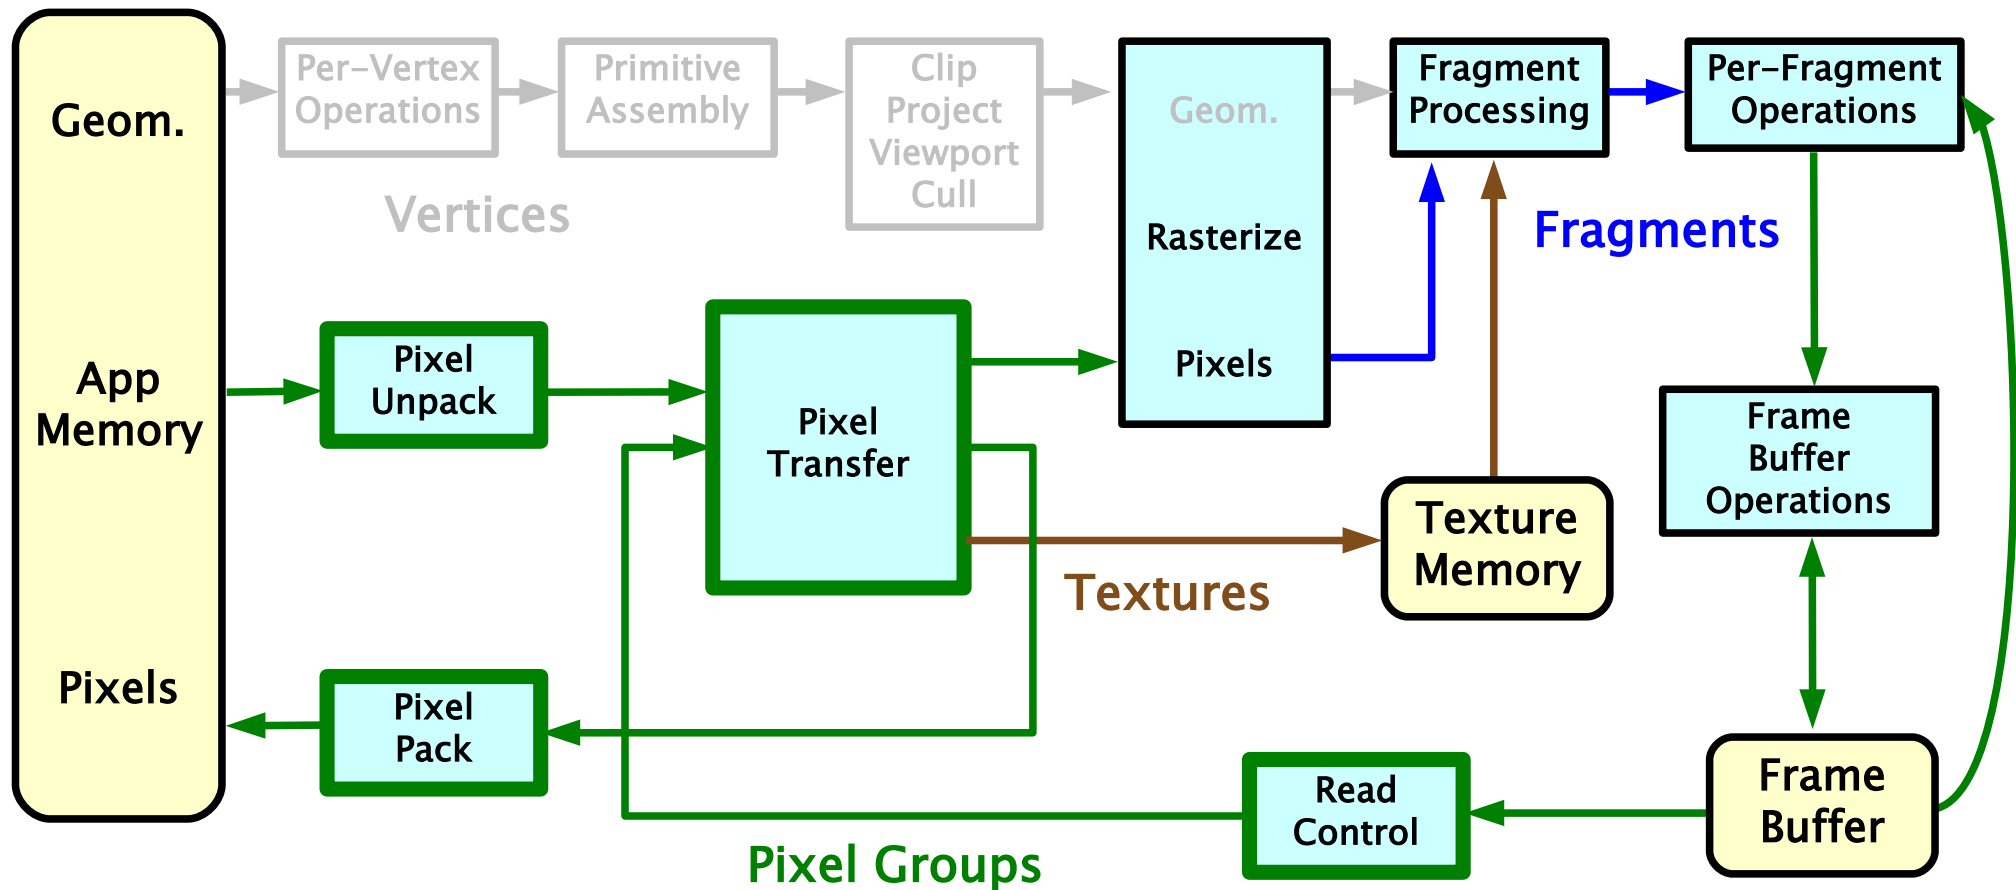 Geom.
App
Memory
Pixels
Per-Vertex
Operations
Primitive
Assembly
Clip
Project
Viewport
Cull
Vertices
Geom.
Rasterize
Pixels
Fragment
Processing
Per-Fragment
Operations
Fragments
Pixel
Unpack
Pixel
Transfer
Frame
Buffer
Operations
Texture
Memory
Textures
Pixel
Pack
Read
Control
Frame
Buffer
Pixel Groups